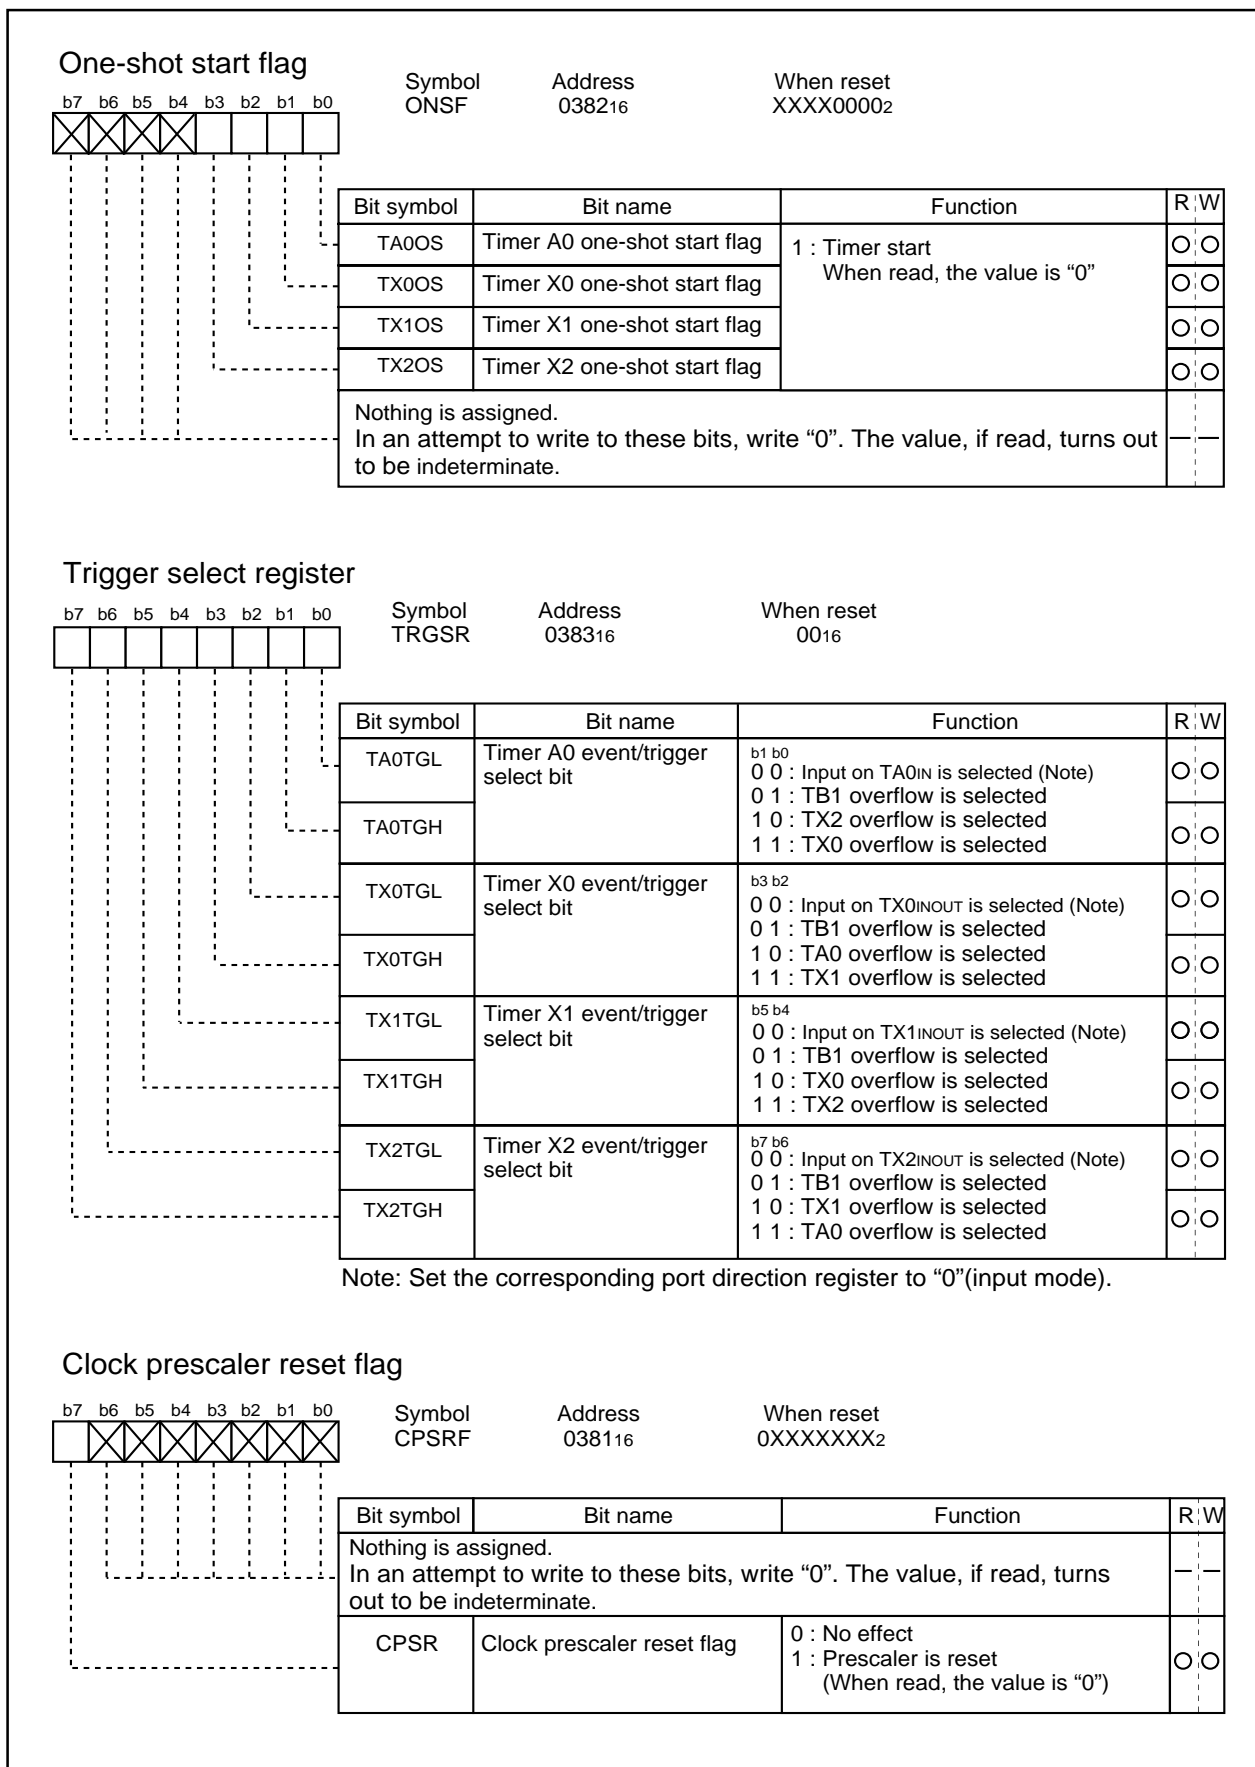 One-shot start flag
Symbol Address When reset
ONSF 038216 XXXX00002
b7 b6 b5 b4 b3 b2 b1 b0
Bit symbol Bit name Function R W
TA0OS Timer A0 one-shot start flag 1 : Timer start
When read, the value is “0”
TX0OS Timer X0 one-shot start flag
TX1OS Timer X1 one-shot start flag
TX2OS Timer X2 one-shot start flag
Nothing is assigned.
In an attempt to write to these bits, write “0”. The value, if read, turns out
to be indeterminate.
Trigger select register
Symbol Address When reset
TRGSR 038316 0016
b7 b6 b5 b4 b3 b2 b1 b0
Bit symbol Bit name Function R W
TA0TGL Timer A0 event/trigger
select bit
b1 b0
0 0 : Input on TA0IN is selected (Note)
0 1 : TB1 overflow is selected
TA0TGH 1 0 : TX2 overflow is selected
1 1 : TX0 overflow is selected
TX0TGL Timer X0 event/trigger
select bit
b3 b2
0 0 : Input on TX0INOUT is selected (Note)
0 1 : TB1 overflow is selected
TX0TGH 1 0 : TA0 overflow is selected
1 1 : TX1 overflow is selected
TX1TGL Timer X1 event/trigger
select bit
b5 b4
0 0 : Input on TX1INOUT is selected (Note)
0 1 : TB1 overflow is selected
TX1TGH 1 0 : TX0 overflow is selected
1 1 : TX2 overflow is selected
TX2TGL Timer X2 event/trigger
select bit
b7 b6
0 0 : Input on TX2INOUT is selected (Note)
0 1 : TB1 overflow is selected
TX2TGH 1 0 : TX1 overflow is selected
1 1 : TA0 overflow is selected
Note: Set the corresponding port direction register to “0”(input mode).
Clock prescaler reset flag
Symbol Address When reset
CPSRF 038116 0XXXXXXX2
b7 b6 b5 b4 b3 b2 b1 b0
Bit symbol Bit name Function R W
Nothing is assigned.
In an attempt to write to these bits, write “0”. The value, if read, turns
out to be indeterminate.
CPSR Clock prescaler reset flag 0 : No effect
1 : Prescaler is reset
(When read, the value is “0”)